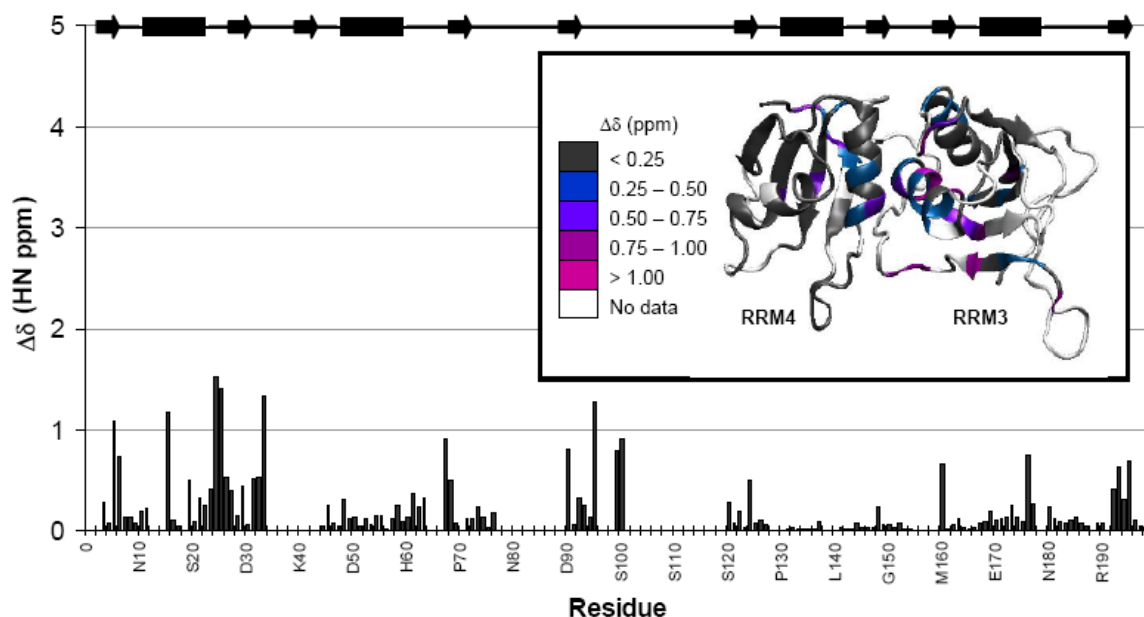 5
4
3
2
1
0
Δδ (HN ppm)
Δδ (ppm)
< 0.25
0.25 – 0.50
0.50 – 0.75
0.75 – 1.00
> 1.00
No data
RRM4
RRM3
0 N10 S20 D30 K40 D50 H60 P70 N80 D90 S100 S110 S120 P130 L140 G150 M160 E170 N180 R190
Residue